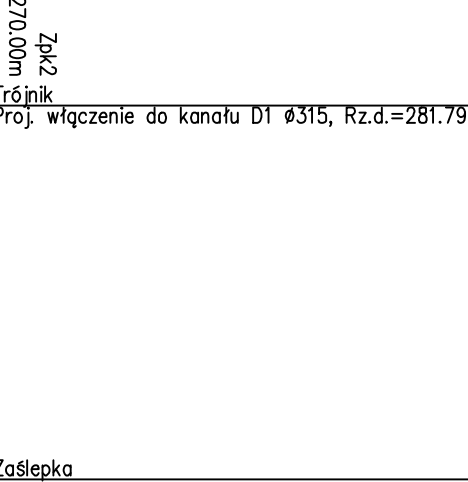 Zpk2
270.00m
Trójnik
Proj. włączenie do kanału D1 ø315, Rz.d.=281.79
Zaślepka